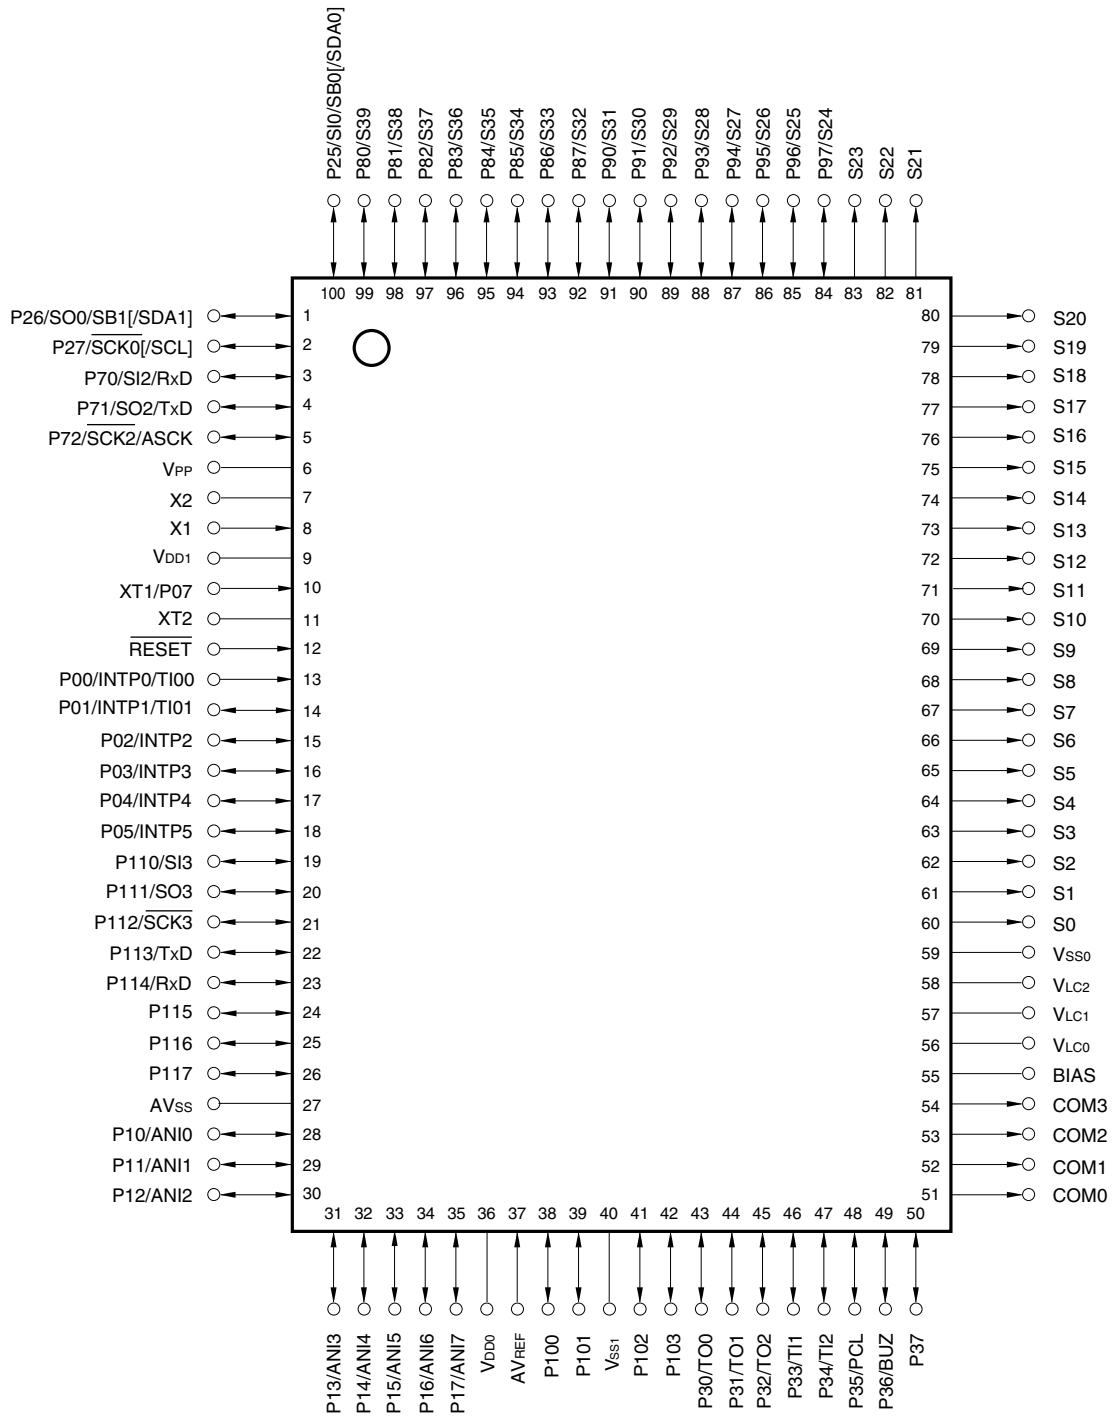 P25/SI0/SB0[/SDA0]
P80/S39
P81/S38
P82/S37
P83/S36
P84/S35
P85/S34
P86/S33
P87/S32
P90/S31
P91/S30
P92/S29
P93/S28
P94/S27
P95/S26
P96/S25
P97/S24
S23
S22
S21
100 99 98 97 96 95 94 93 92 91 90 89 88 87 86 85 84 83 82 81
P26/SO0/SB1[/SDA1] 1 80 S20
P27/SCK0[/SCL] 2 79 S19
P70/SI2/RxD 3 78 S18
P71/SO2/TxD 4 77 S17
P72/SCK2/ASCK 5 76 S16
VPP 6 75 S15
X2 7 74 S14
X1 8 73 S13
VDD1 9 72 S12
XT1/P07 10 71 S11
XT2 11 70 S10
RESET 12 69 S9
P00/INTP0/TI00 13 68 S8
P01/INTP1/TI01 14 67 S7
P02/INTP2 15 66 S6
P03/INTP3 16 65 S5
P04/INTP4 17 64 S4
P05/INTP5 18 63 S3
P110/SI3 19 62 S2
P111/SO3 20 61 S1
P112/SCK3 21 60 S0
P113/TxD 22 59 VSS0
P114/RxD 23 58 VLC2
P115 24 57 VLC1
P116 25 56 VLC0
P117 26 55 BIAS
AVSS 27 54 COM3
P10/ANI0 28 53 COM2
P11/ANI1 29 52 COM1
P12/ANI2 30 51 COM0
31 32 33 34 35 36 37 38 39 40 41 42 43 44 45 46 47 48 49 50
P13/ANI3
P14/ANI4
P15/ANI5
P16/ANI6
P17/ANI7
VDD0
AVREF
P100
P101
VSS1
P102
P103
P30/TO0
P31/TO1
P32/TO2
P33/TI1
P34/TI2
P35/PCL
P36/BUZ
P37